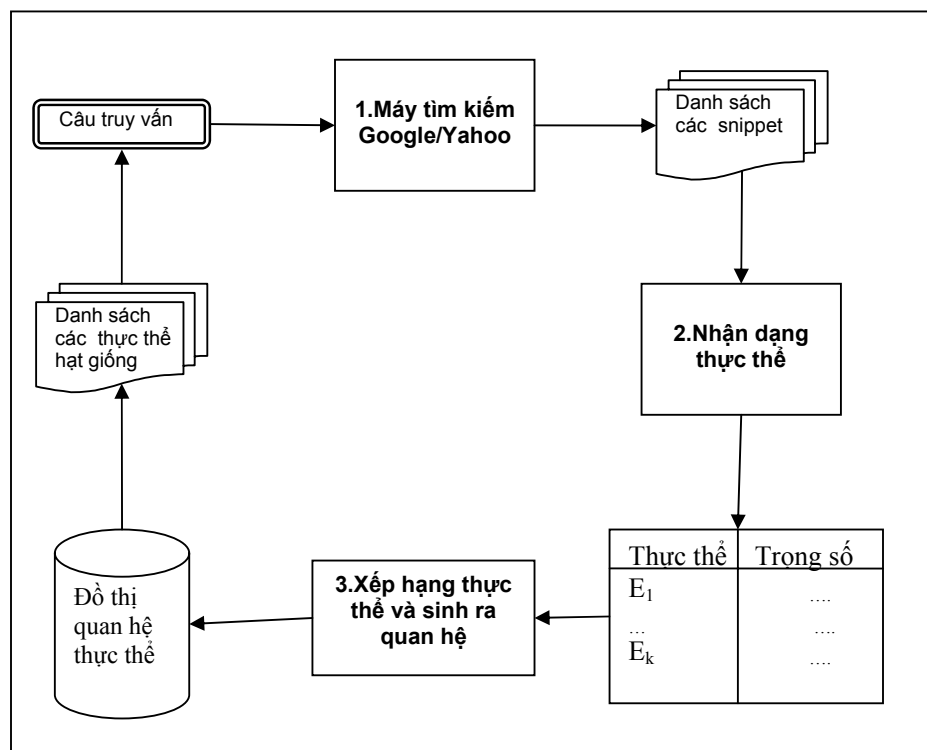 Câu truy vấn
1.Máy tìm kiếm
Google/Yahoo
Danh sách
các snippet
Danh sách
các thực thể
hạt giống
2.Nhận dạng
thực thể
Đồ thị
quan hệ
thực thể
3.Xếp hạng thực
thể và sinh ra
quan hệ
Thực thể Trọng số
E1 ....
... ....
Ek ....